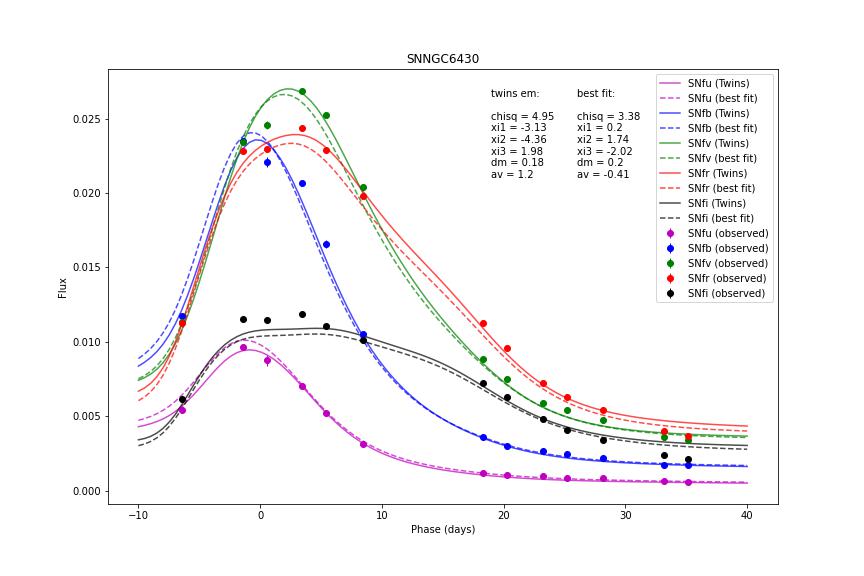 SNNGC6430
twins em:
chisq = 4.95
xi1 = -3.13
xi2 = -4.36
xi3 = 1.98
dm = 0.18
av = 1.2
best fit:
chisq = 3.38
xi1 = 0.2
xi2 = 1.74
xi3 = -2.02
dm = 0.2
av = -0.41
SNfu (Twins)
SNfu (best fit)
SNfb (Twins)
SNfb (best fit)
SNfv (Twins)
SNfv (best fit)
SNfr (Twins)
SNfr (best fit)
SNfi (Twins)
SNfi (best fit)
SNfu (observed)
SNfb (observed)
SNfv (observed)
SNfr (observed)
SNfi (observed)
Flux
0.025
0.020
0.015
0.010
0.005
0.000
−10
0
10
20
30
40
Phase (days)